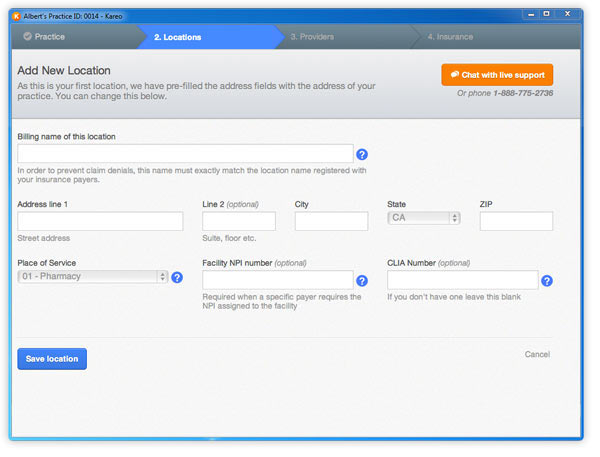 K Albert's Practice ID: 0014 - Kareo
Practice 2. Locations 3. Providers 4. Insurance
Add New Location
As this is your first location, we have pre-filled the address fields with the address of your
practice. You can change this below.
Chat with live support
Or phone 1-888-775-2736
Billing name of this location
?
In order to prevent claim denials, this name must exactly match the location name registered with
your insurance payers.
Address line 1 Line 2 (optional) City State ZIP
CA
Street address Suite, floor etc.
Place of Service Facility NPI number (optional) CLIA Number (optional)
01 - Pharmacy ? ? ?
Required when a specific payer requires the
NPI assigned to the facility
If you don't have one leave this blank
Save location
Cancel